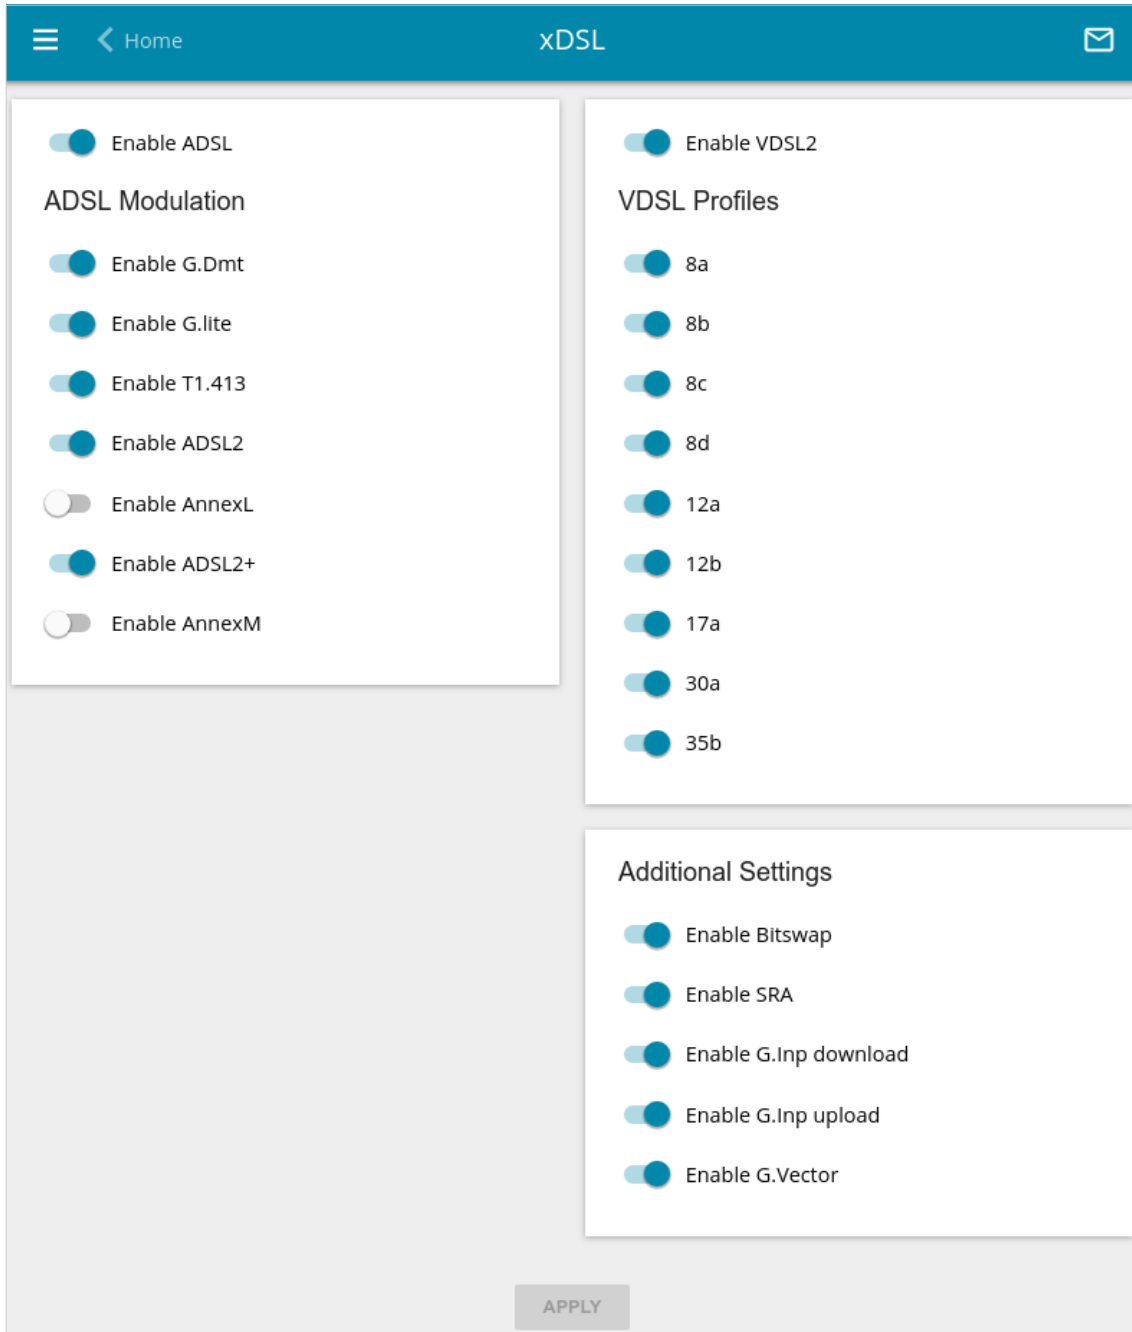 Home
xDSL
Enable ADSL
ADSL Modulation
Enable G.Dmt
Enable G.lite
Enable T1.413
Enable ADSL2
Enable AnnexL
Enable ADSL2+
Enable AnnexM
Enable VDSL2
VDSL Profiles
8a
8b
8c
8d
12a
12b
17a
30a
35b
Additional Settings
Enable Bitswap
Enable SRA
Enable G.Inp download
Enable G.Inp upload
Enable G.Vector
APPLY